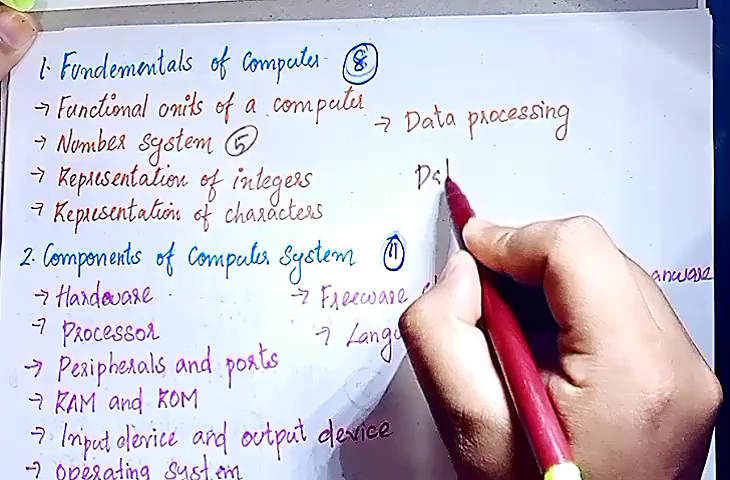 1. Fundementals of Computer 8
→ Functional units of a computer
→ Data processing
→ Number system 5
→ Representation of integers
Da
→ Representation of characters
2. Components of Computer System 11
→ Hardware
→ Freeware
→ Processor
→ Peripherals and ports
→ RAM and ROM
→ Input device and output device
→ operating system